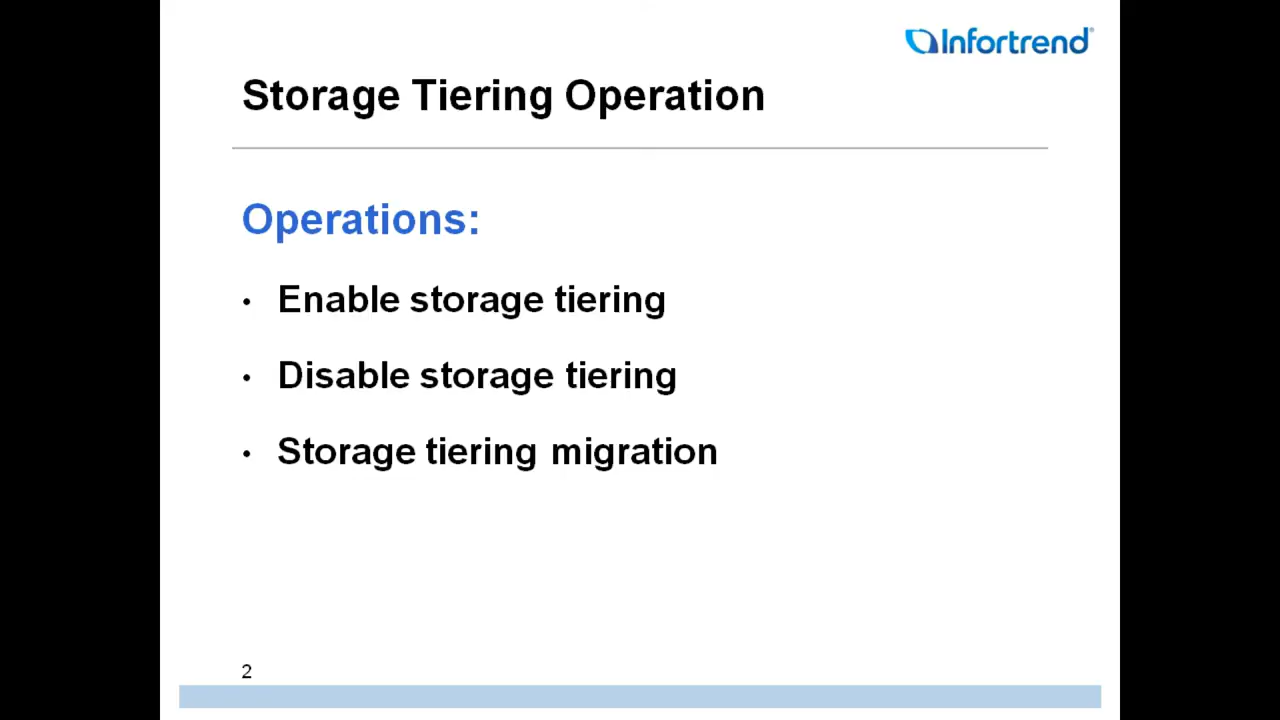 Infortrend®
Storage Tiering Operation
Operations:
• Enable storage tiering
• Disable storage tiering
• Storage tiering migration
2